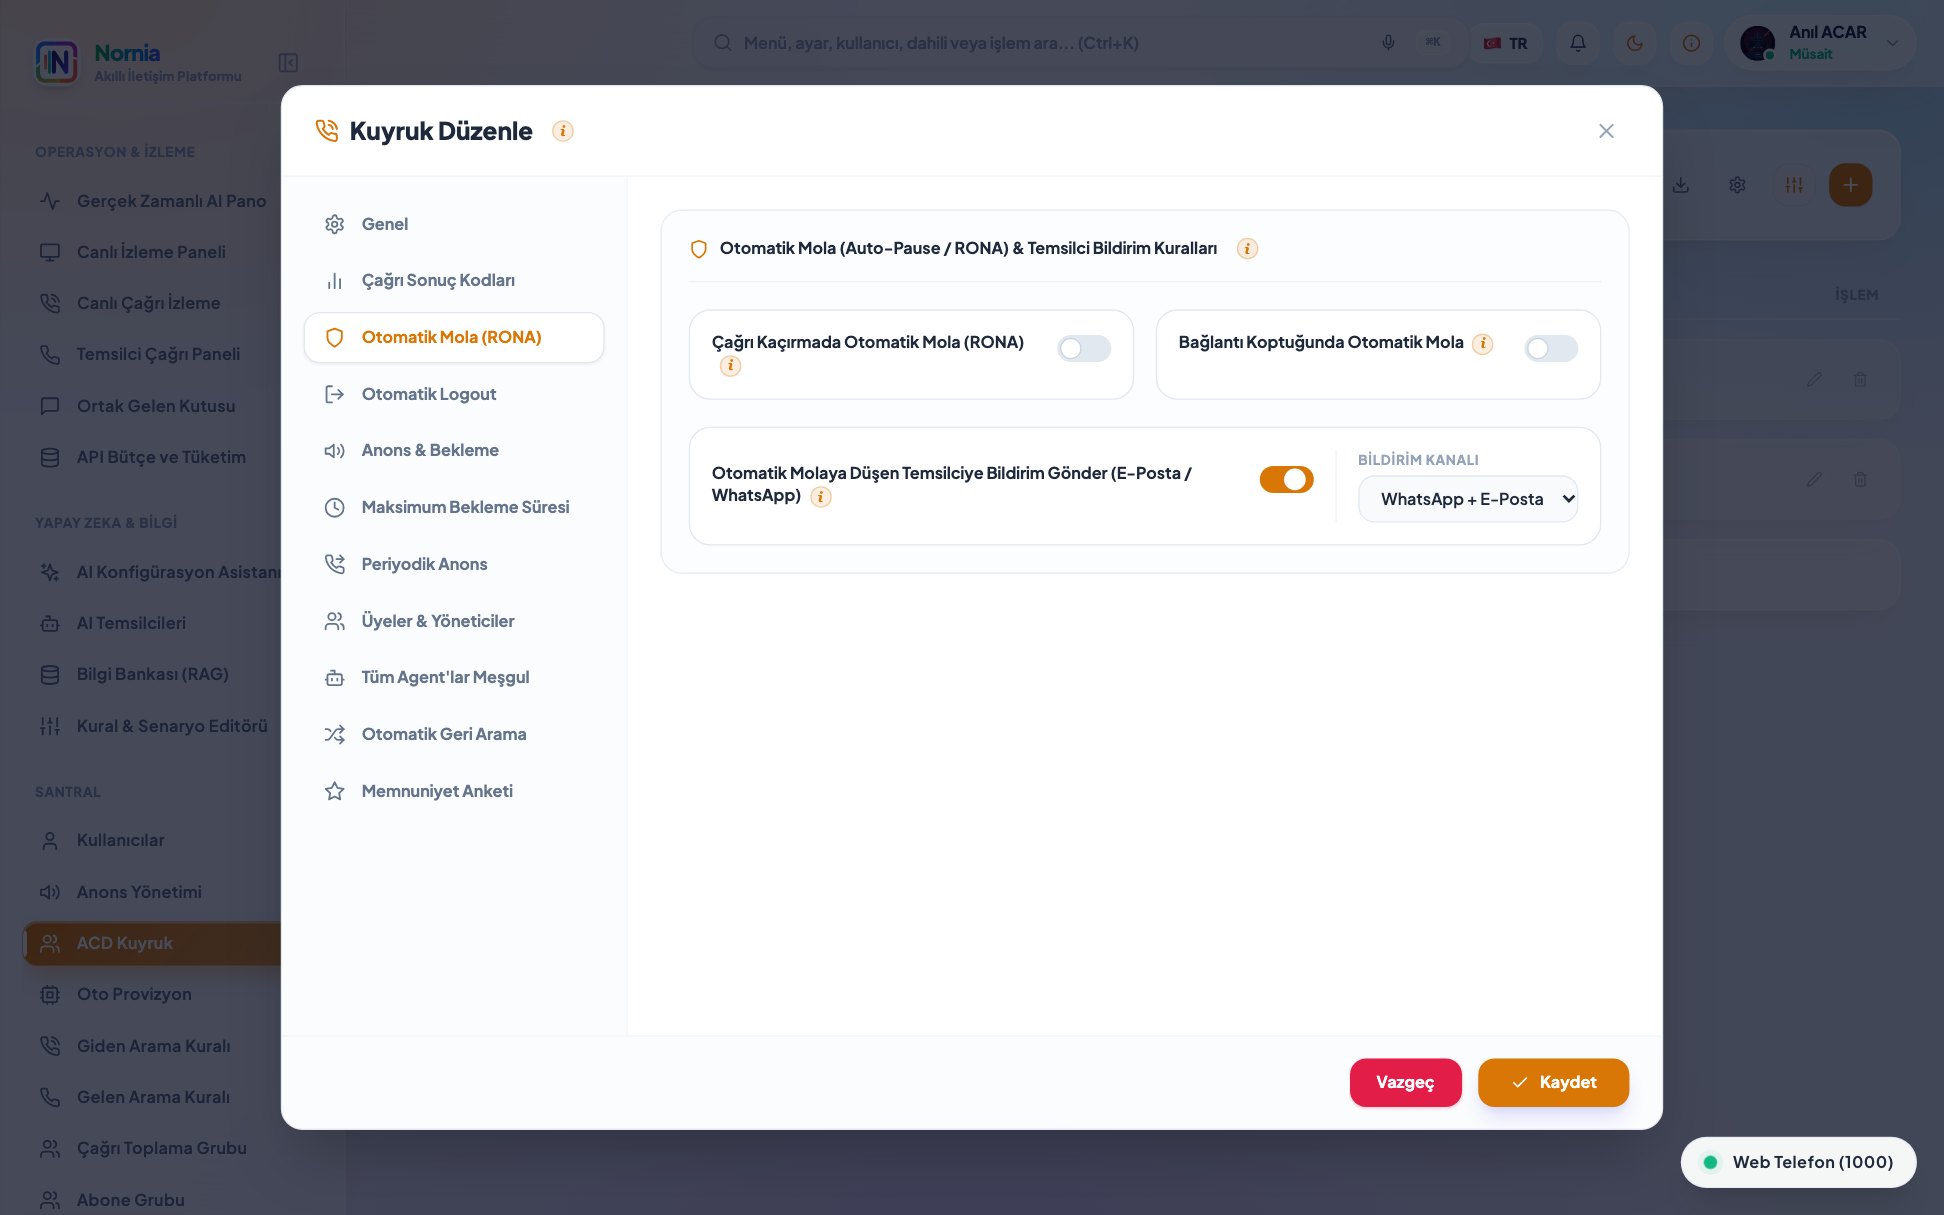 Nornia
Akıllı İletişim Platformu
Menü, ayar, kullanıcı, dahili veya işlem ara... (Ctrl+K)
⌘K
TR
Anıl ACAR
Müsait
OPERASYON & İZLEME
Gerçek Zamanlı AI Pano
Canlı İzleme Paneli
Canlı Çağrı İzleme
Temsilci Çağrı Paneli
Ortak Gelen Kutusu
API Bütçe ve Tüketim
YAPAY ZEKA & BİLGİ
AI Konfigürasyon Asistanı
AI Temsilcileri
Bilgi Bankası (RAG)
Kural & Senaryo Editörü
SANTRAL
Kullanıcılar
Anons Yönetimi
ACD Kuyruk
Oto Provizyon
Giden Arama Kuralı
Gelen Arama Kuralı
Çağrı Toplama Grubu
Abone Grubu
İŞLEM
Kuyruk Düzenle
Genel
Çağrı Sonuç Kodları
Otomatik Mola (RONA)
Otomatik Logout
Anons & Bekleme
Maksimum Bekleme Süresi
Periyodik Anons
Üyeler & Yöneticiler
Tüm Agent'lar Meşgul
Otomatik Geri Arama
Memnuniyet Anketi
Otomatik Mola (Auto-Pause / RONA) & Temsilci Bildirim Kuralları
Çağrı Kaçırmada Otomatik Mola (RONA)
Bağlantı Koptuğunda Otomatik Mola
Otomatik Molaya Düşen Temsilciye Bildirim Gönder (E-Posta /
WhatsApp)
BİLDİRİM KANALI
WhatsApp + E-Posta
Vazgeç
Kaydet
Web Telefon (1000)